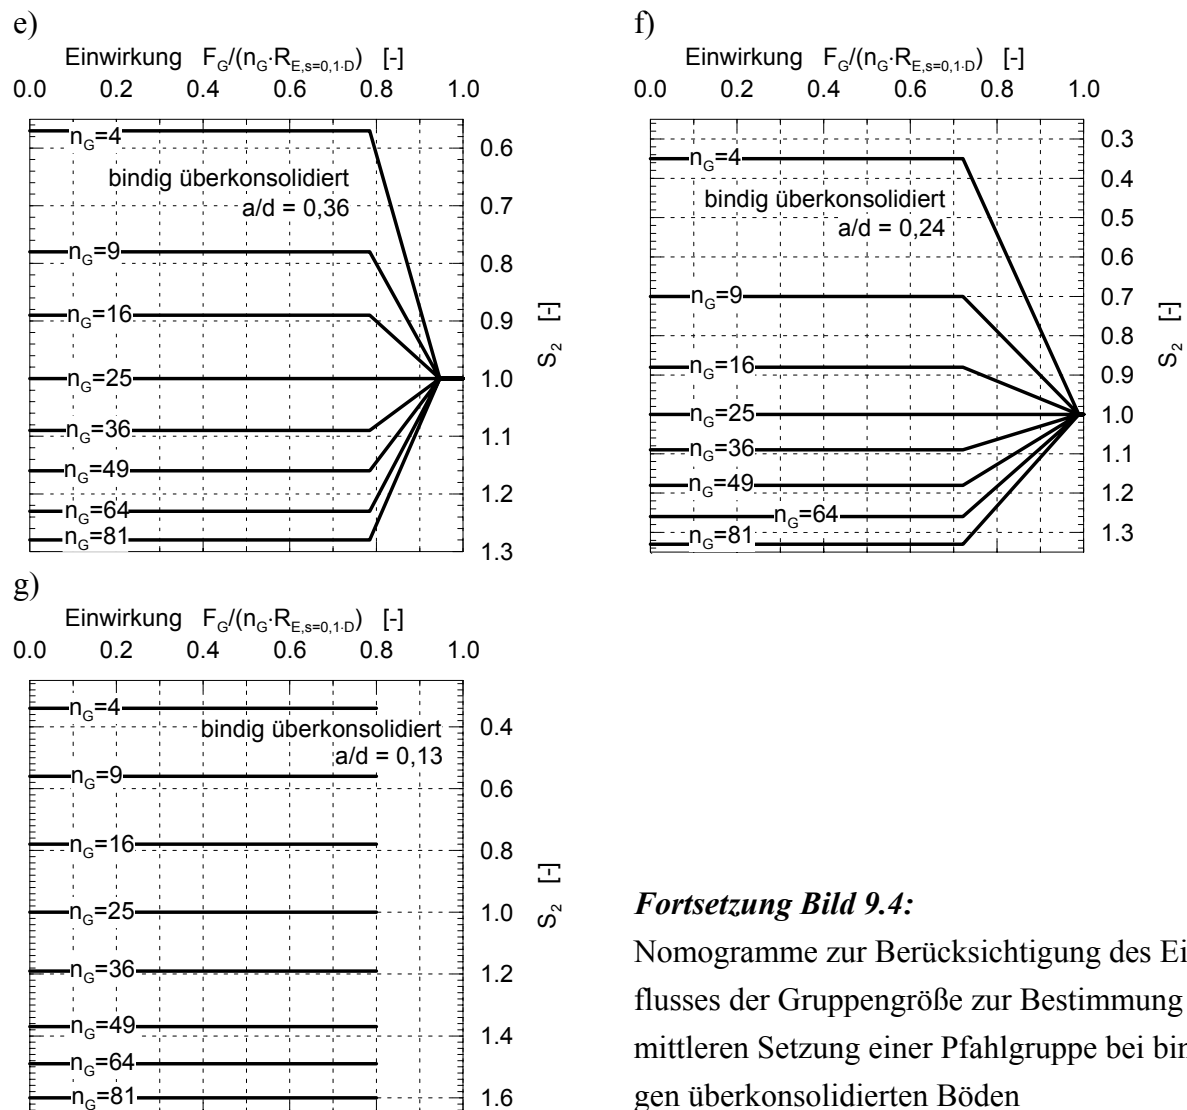 e)
Einwirkung F_G/(n_G·R_E,s=0,1·D) [-]
0.0 0.2 0.4 0.6 0.8 1.0
n_G=4
bindig überkonsolidiert
a/d = 0,36
n_G=9
n_G=16
n_G=25
n_G=36
n_G=49
n_G=64
n_G=81
0.6
0.7
0.8
0.9
1.0
1.1
1.2
1.3
S_2 [-]
f)
Einwirkung F_G/(n_G·R_E,s=0,1·D) [-]
0.0 0.2 0.4 0.6 0.8 1.0
n_G=4
bindig überkonsolidiert
a/d = 0,24
n_G=9
n_G=16
n_G=25
n_G=36
n_G=49
n_G=64
n_G=81
0.3
0.4
0.5
0.6
0.7
0.8
0.9
1.0
1.1
1.2
1.3
S_2 [-]
g)
Einwirkung F_G/(n_G·R_E,s=0,1·D) [-]
0.0 0.2 0.4 0.6 0.8 1.0
n_G=4
bindig überkonsolidiert
a/d = 0,13
n_G=9
n_G=16
n_G=25
n_G=36
n_G=49
n_G=64
n_G=81
0.4
0.6
0.8
1.0
1.2
1.4
1.6
S_2 [-]
Fortsetzung Bild 9.4:
Nomogramme zur Berücksichtigung des Ei
flusses der Gruppengröße zur Bestimmung
mittleren Setzung einer Pfahlgruppe bei bin
gen überkonsolidierten Böden